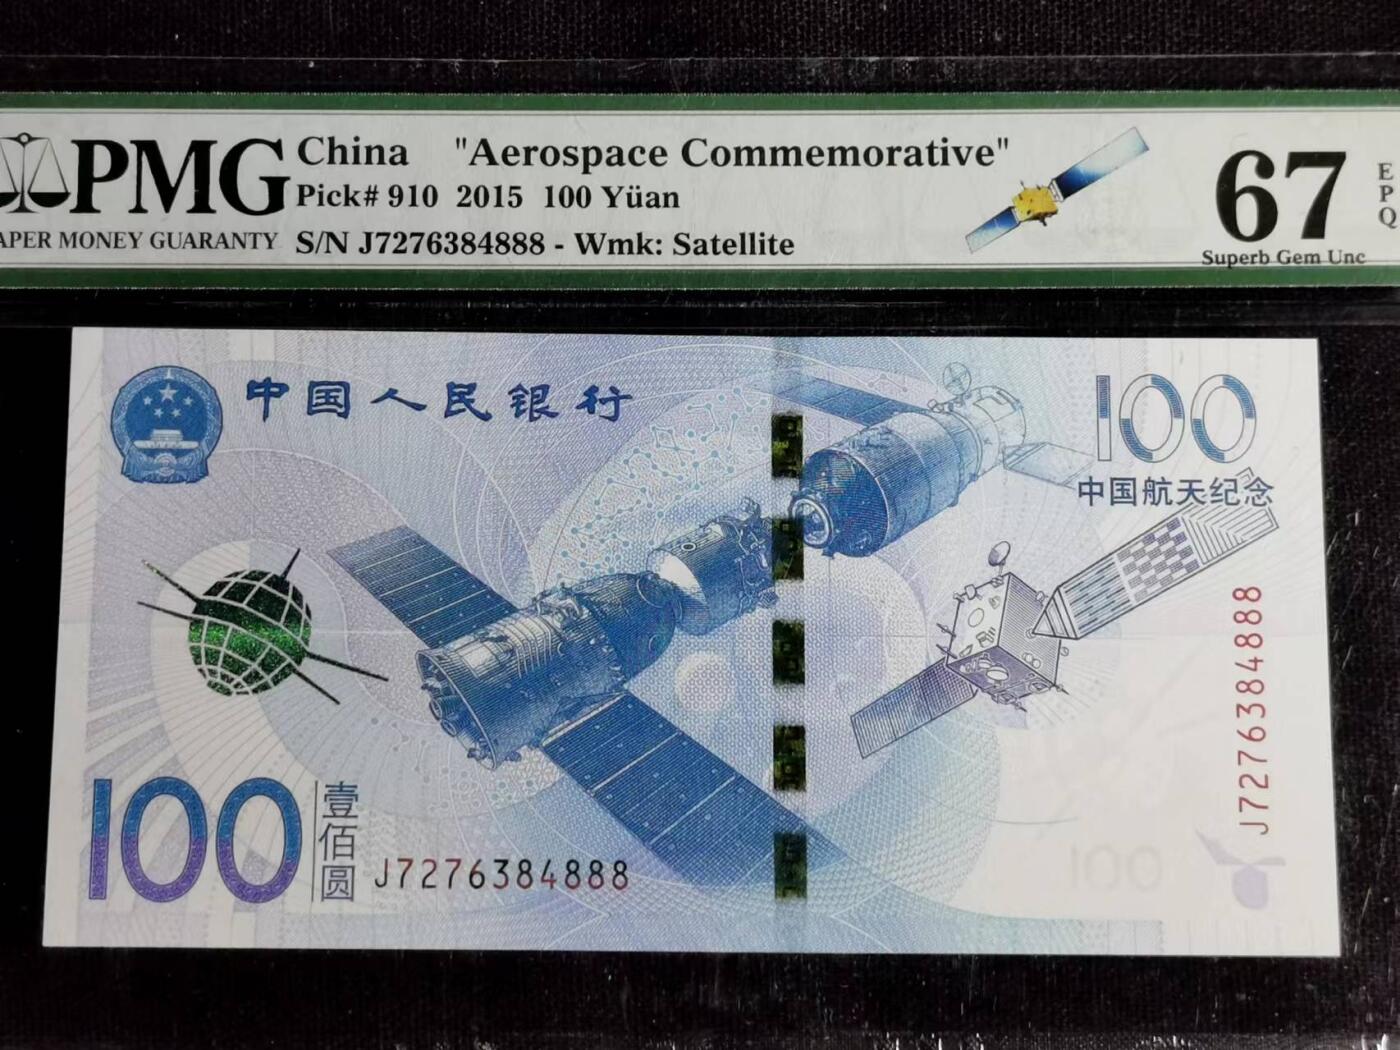 PMG
APER MONEY GUARANTY
China "Aerospace Commemorative"
Pick# 910 2015 100 Yüan
S/N J7276384888 - Wmk: Satellite
67
EPQ
Superb Gem Unc
中国人民银行
100
中国航天纪念
J7276384888
100
壹佰圆
J7276384888
100